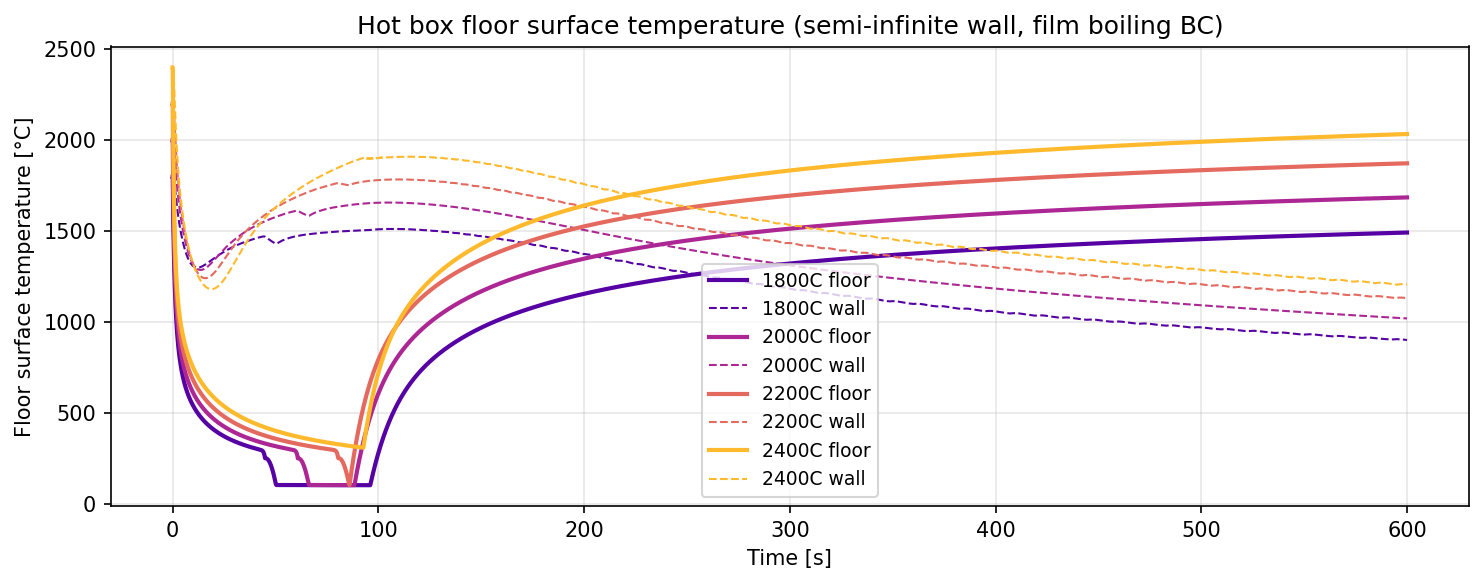 Hot box floor surface temperature (semi-infinite wall, film boiling BC)
Floor surface temperature [°C]
2500
2000
1500
1000
500
0
1800C floor
1800C wall
2000C floor
2000C wall
2200C floor
2200C wall
2400C floor
2400C wall
0 100 200 300 400 500 600
Time [s]